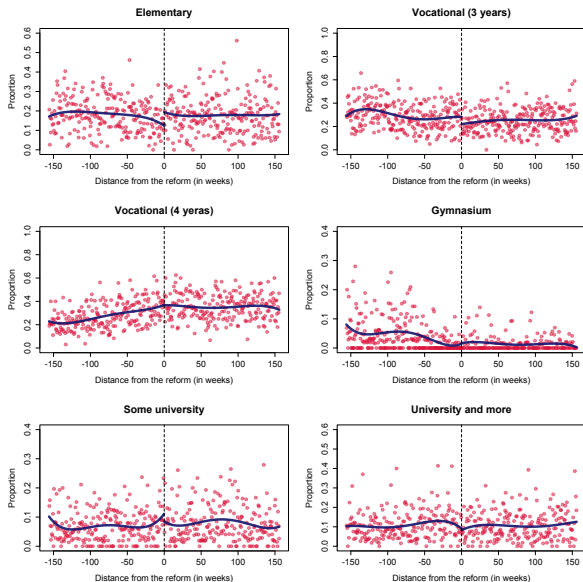 Elementary
Proportion
0.0 0.1 0.2 0.3 0.4 0.5 0.6
-150 -100 -50 0 50 100 150
Distance from the reform (in weeks)
Vocational (3 years)
Proportion
0.0 0.2 0.4 0.6 0.8 1.0
-150 -100 -50 0 50 100 150
Distance from the reform (in weeks)
Vocational (4 yeras)
Proportion
0.0 0.2 0.4 0.6 0.8 1.0
-150 -100 -50 0 50 100 150
Distance from the reform (in weeks)
Gymnasium
Proportion
0.0 0.1 0.2 0.3 0.4
-150 -100 -50 0 50 100 150
Distance from the reform (in weeks)
Some university
Proportion
0.0 0.1 0.2 0.3 0.4
-150 -100 -50 0 50 100 150
Distance from the reform (in weeks)
University and more
Proportion
0.0 0.1 0.2 0.3 0.4 0.5 0.6
-150 -100 -50 0 50 100 150
Distance from the reform (in weeks)